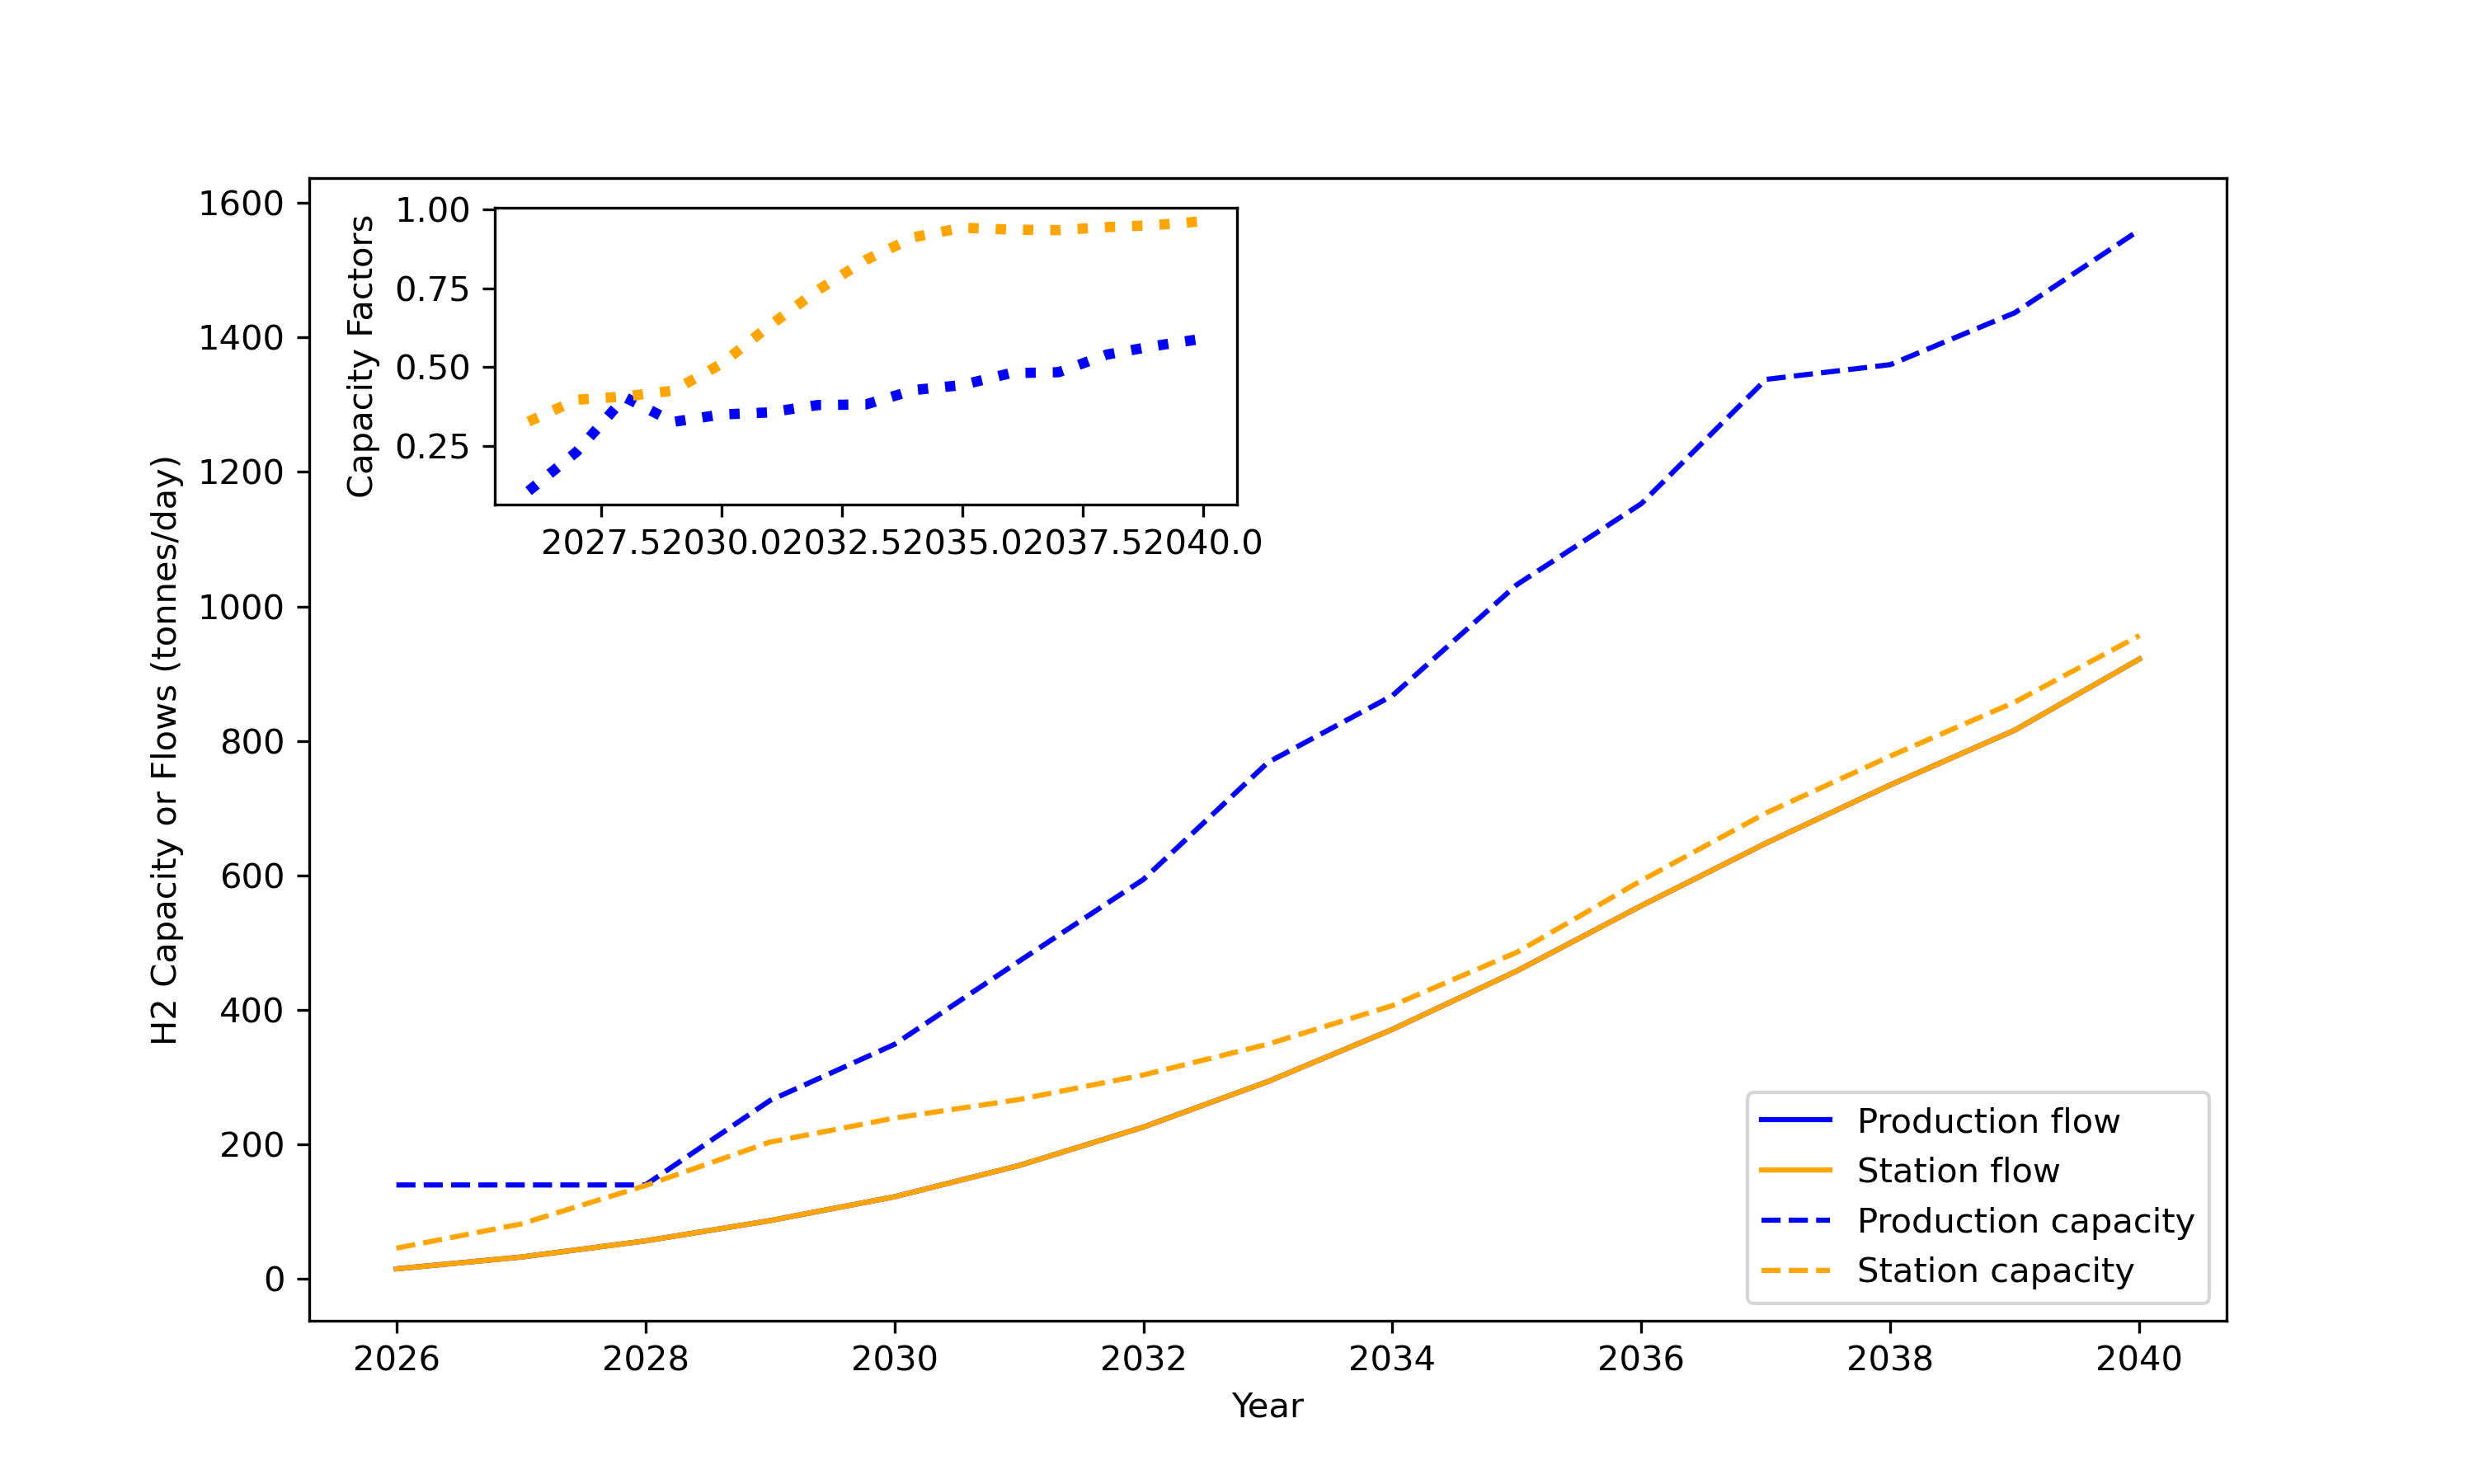 1600
1400
1200
1000
800
600
400
200
0
H2 Capacity or Flows (tonnes/day)
1.00
0.75
0.50
0.25
Capacity Factors
2027.52030.02032.52035.02037.52040.0
Production flow
Station flow
Production capacity
Station capacity
2026 2028 2030 2032 2034 2036 2038 2040
Year